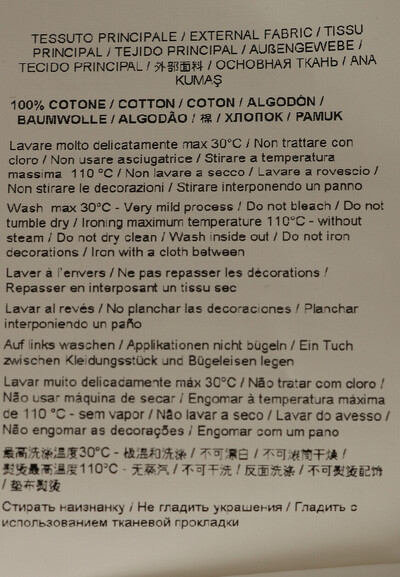 TESSUTO PRINCIPALE / EXTERNAL FABRIC / TISSU
PRINCIPAL / TEJIDO PRINCIPAL / AUßENGEWEBE /
TECIDO PRINCIPAL / 外部面料 / ОСНОВНАЯ ТКАНЬ / ANA
KUMAŞ
100% COTONE / COTTON / COTON / ALGODÓN /
BAUMWOLLE / ALGODÃO / 棉 / ХЛОПОК / PAMUK
Lavare molto delicatamente max 30°C / Non trattare con
cloro / Non usare asciugatrice / Stirare a temperatura
massima 110 °C / Non lavare a secco / Lavare a rovescio /
Non stirare le decorazioni / Stirare interponendo un panno
Wash max 30°C - Very mild process / Do not bleach / Do not
tumble dry / Ironing maximum temperature 110°C - without
steam / Do not dry clean / Wash inside out / Do not iron
decorations / Iron with a cloth between
Laver à l'envers / Ne pas repasser les décorations /
Repasser en interposant un tissu sec
Lavar al revés / No planchar las decoraciones / Planchar
interponiendo un paño
Auf links waschen / Applikationen nicht bügeln / Ein Tuch
zwischen Kleidungsstück und Bügeleisen legen
Lavar muito delicadamente máx 30°C / Não tratar com cloro /
Não usar máquina de secar / Engomar à temperatura máxima
de 110 °C - sem vapor / Não lavar a seco / Lavar do avesso /
Não engomar as decorações / Engomar com um pano
最高洗涤温度30°C - 极温和洗涤 / 不可漂白 / 不可滚筒干燥 /
熨烫最高温度110°C - 无蒸汽 / 不可干洗 / 反面洗涤 / 不可熨烫配饰
/ 垫布熨烫
Стирать наизнанку / Не гладить украшения / Гладить с
использованием тканевой прокладки